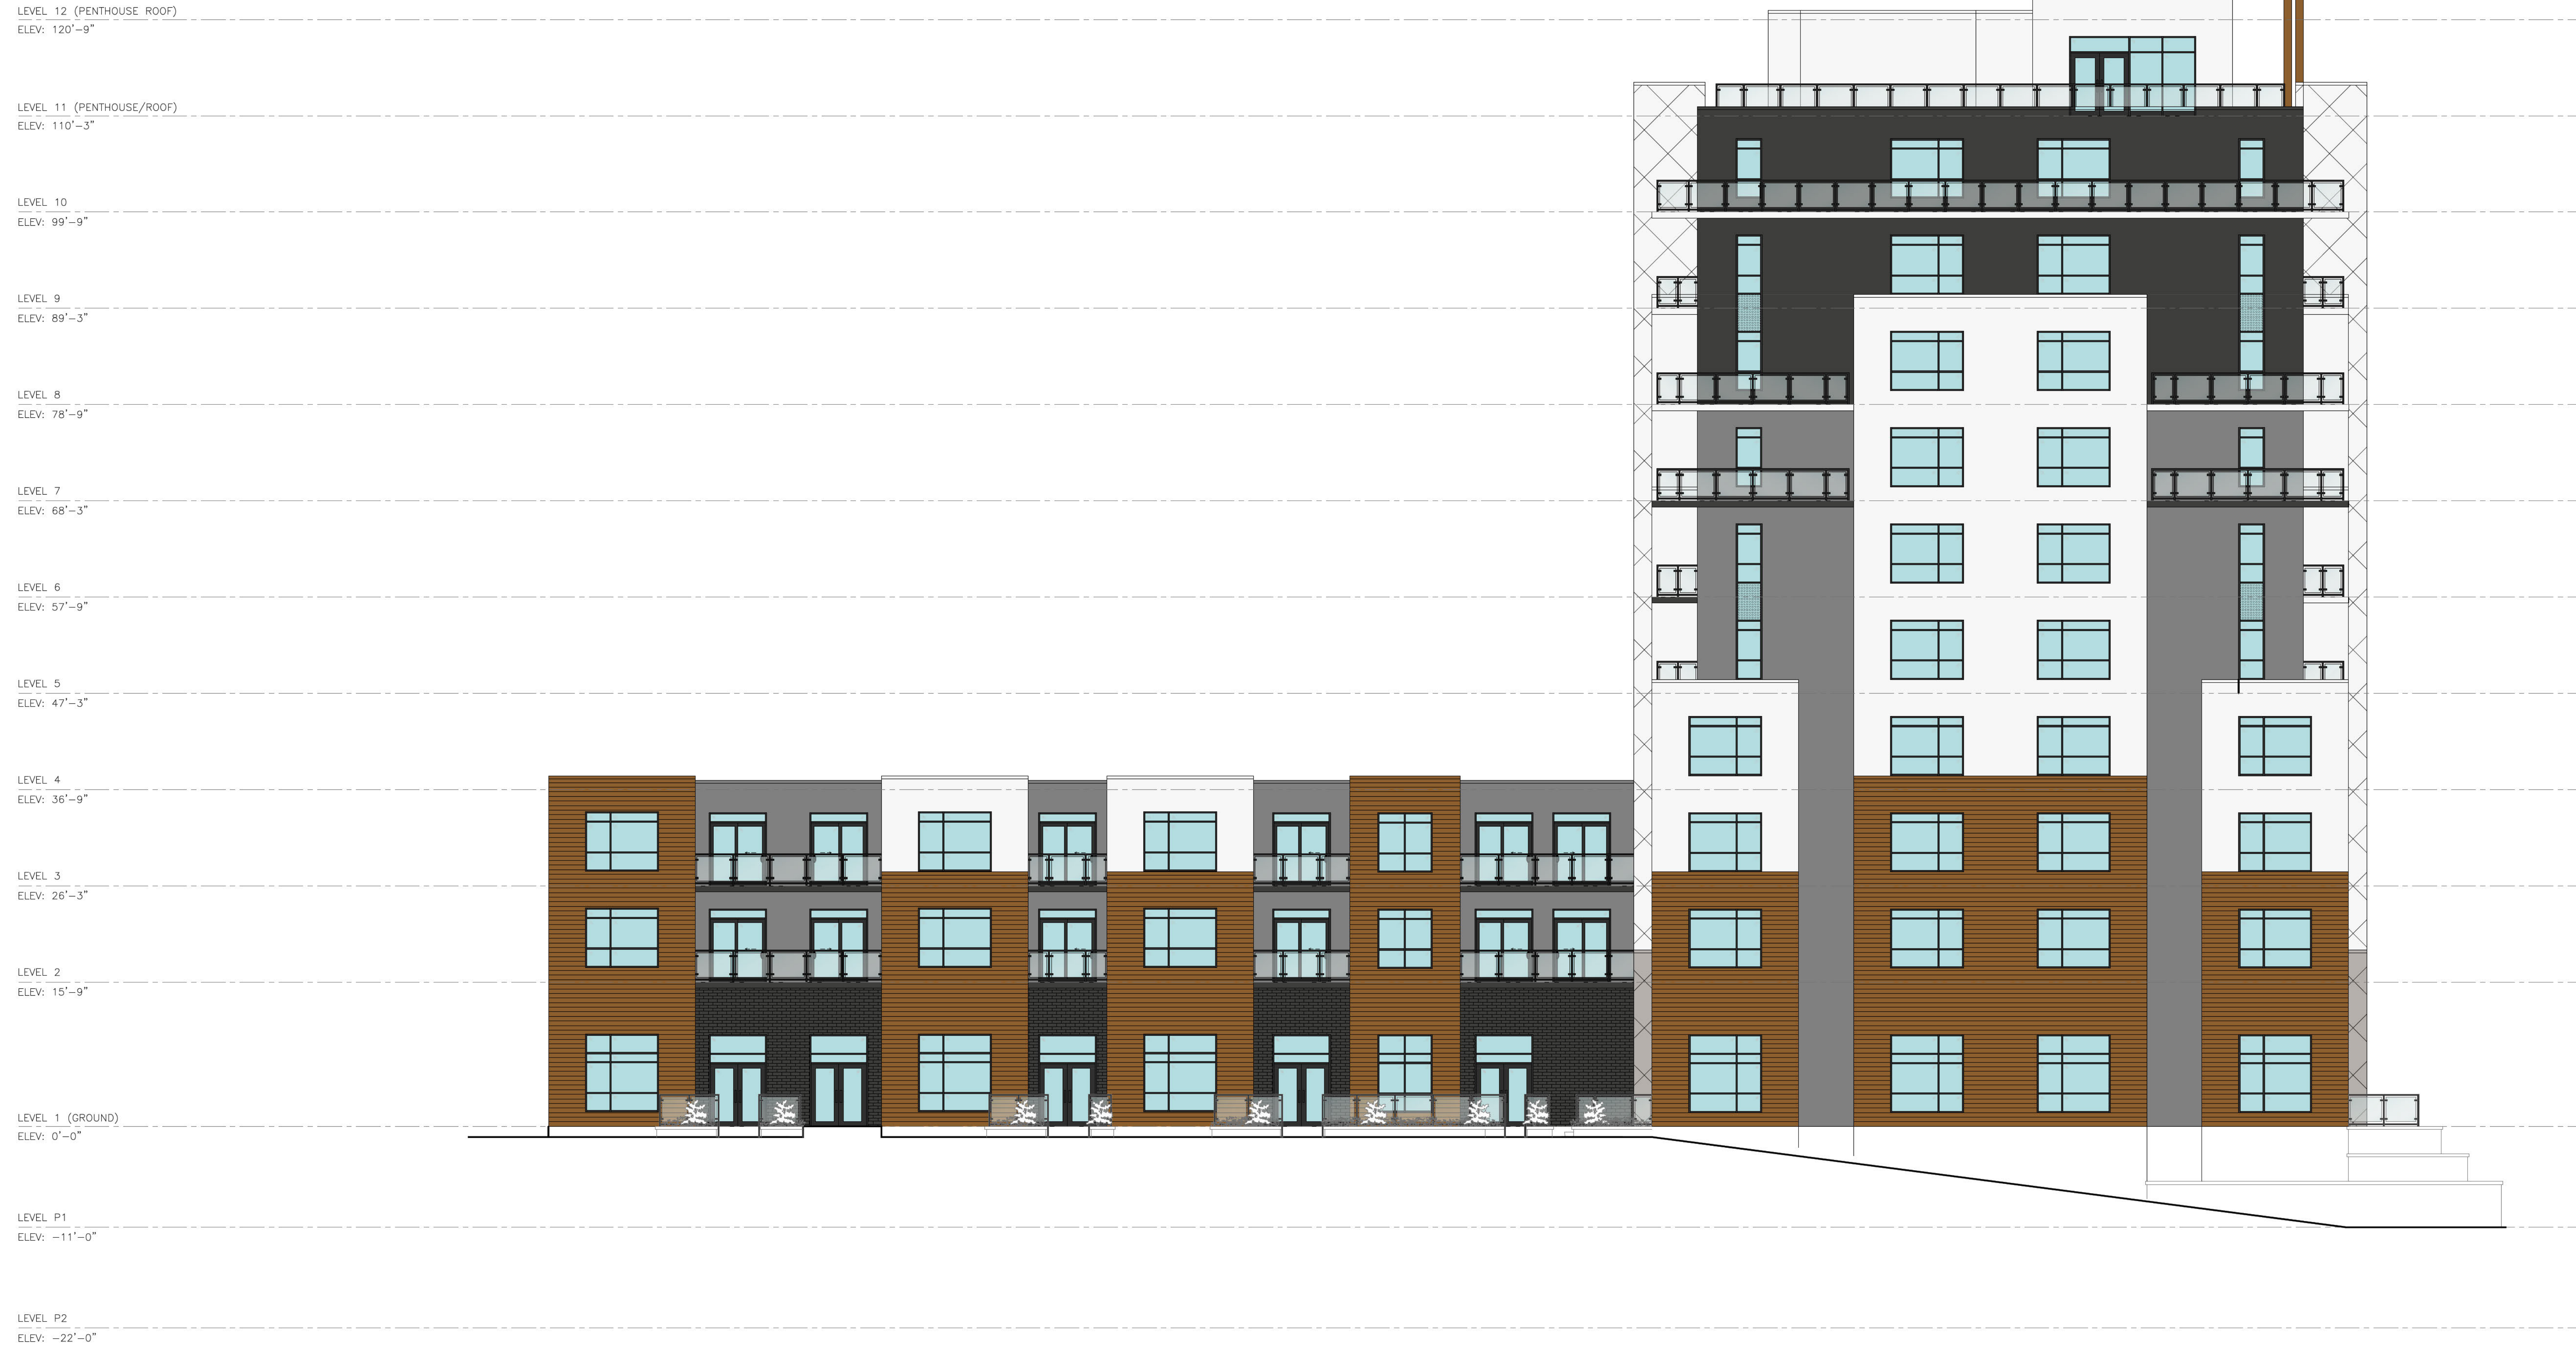 LEVEL 12 (PENTHOUSE ROOF)
ELEV: 120'-9"
LEVEL 11 (PENTHOUSE/ROOF)
ELEV: 110'-3"
LEVEL 10
ELEV: 99'-9"
LEVEL 9
ELEV: 89'-3"
LEVEL 8
ELEV: 78'-9"
LEVEL 7
ELEV: 68'-3"
LEVEL 6
ELEV: 57'-9"
LEVEL 5
ELEV: 47'-3"
LEVEL 4
ELEV: 36'-9"
LEVEL 3
ELEV: 26'-3"
LEVEL 2
ELEV: 15'-9"
LEVEL 1 (GROUND)
ELEV: 0'-0"
LEVEL P1
ELEV: -11'-0"
LEVEL P2
ELEV: -22'-0"